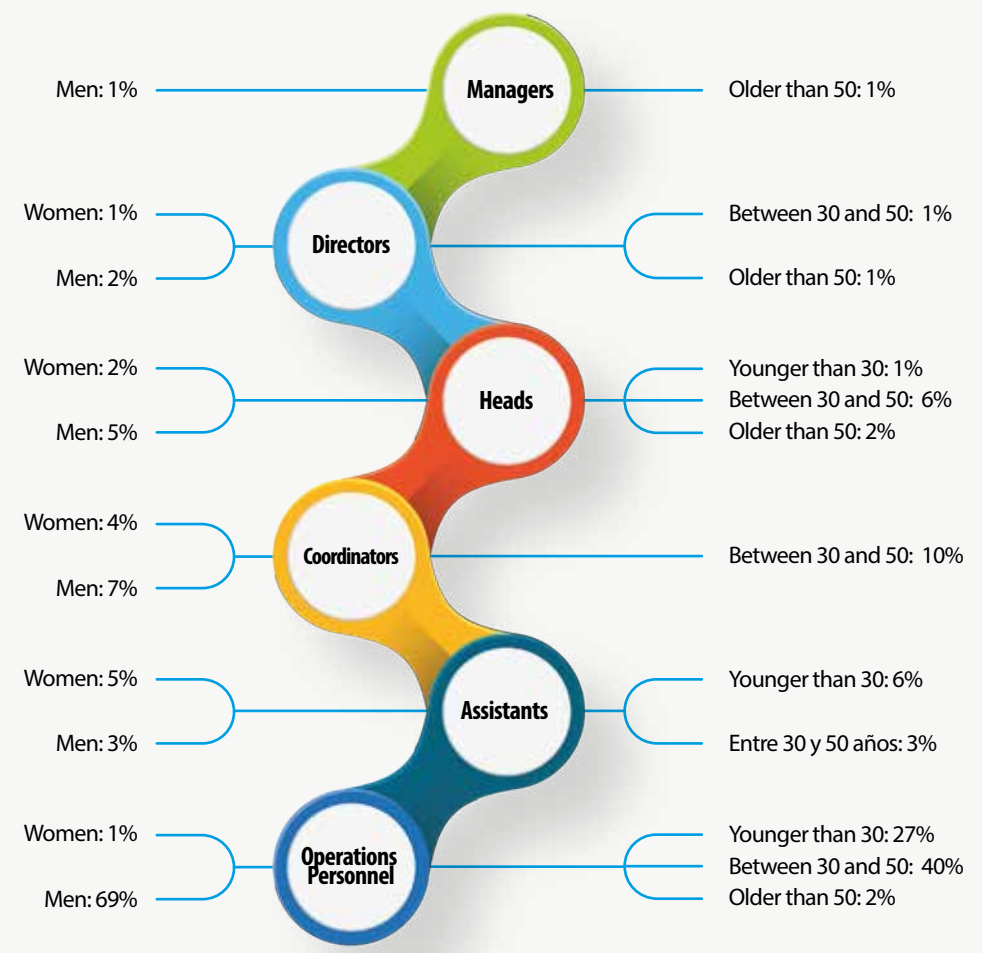 Men: 1%
Managers
Older than 50: 1%
Women: 1%
Men: 2%
Directors
Between 30 and 50: 1%
Older than 50: 1%
Women: 2%
Men: 5%
Heads
Younger than 30: 1%
Between 30 and 50: 6%
Older than 50: 2%
Women: 4%
Men: 7%
Coordinators
Between 30 and 50: 10%
Women: 5%
Men: 3%
Assistants
Younger than 30: 6%
Entre 30 y 50 años: 3%
Women: 1%
Men: 69%
Operations
Personnel
Younger than 30: 27%
Between 30 and 50: 40%
Older than 50: 2%